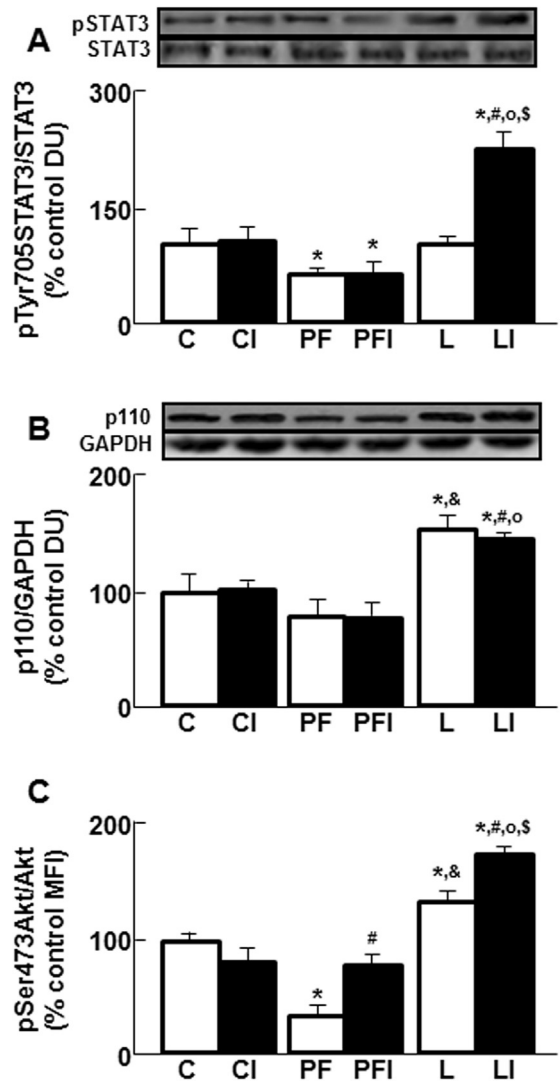 A
pSTAT3
STAT3
pTyr705STAT3/STAT3
(% control DU)
300
150
0
*
*
*,#,o,$
C CI PF PFI L LI
B
p110
GAPDH
p110/GAPDH
(% control DU)
200
100
0
*,&
*,#,o
C CI PF PFI L LI
C
pSer473Akt/Akt
(% control MFI)
200
100
0
*
#
*,&
*,#,o,$
C CI PF PFI L LI